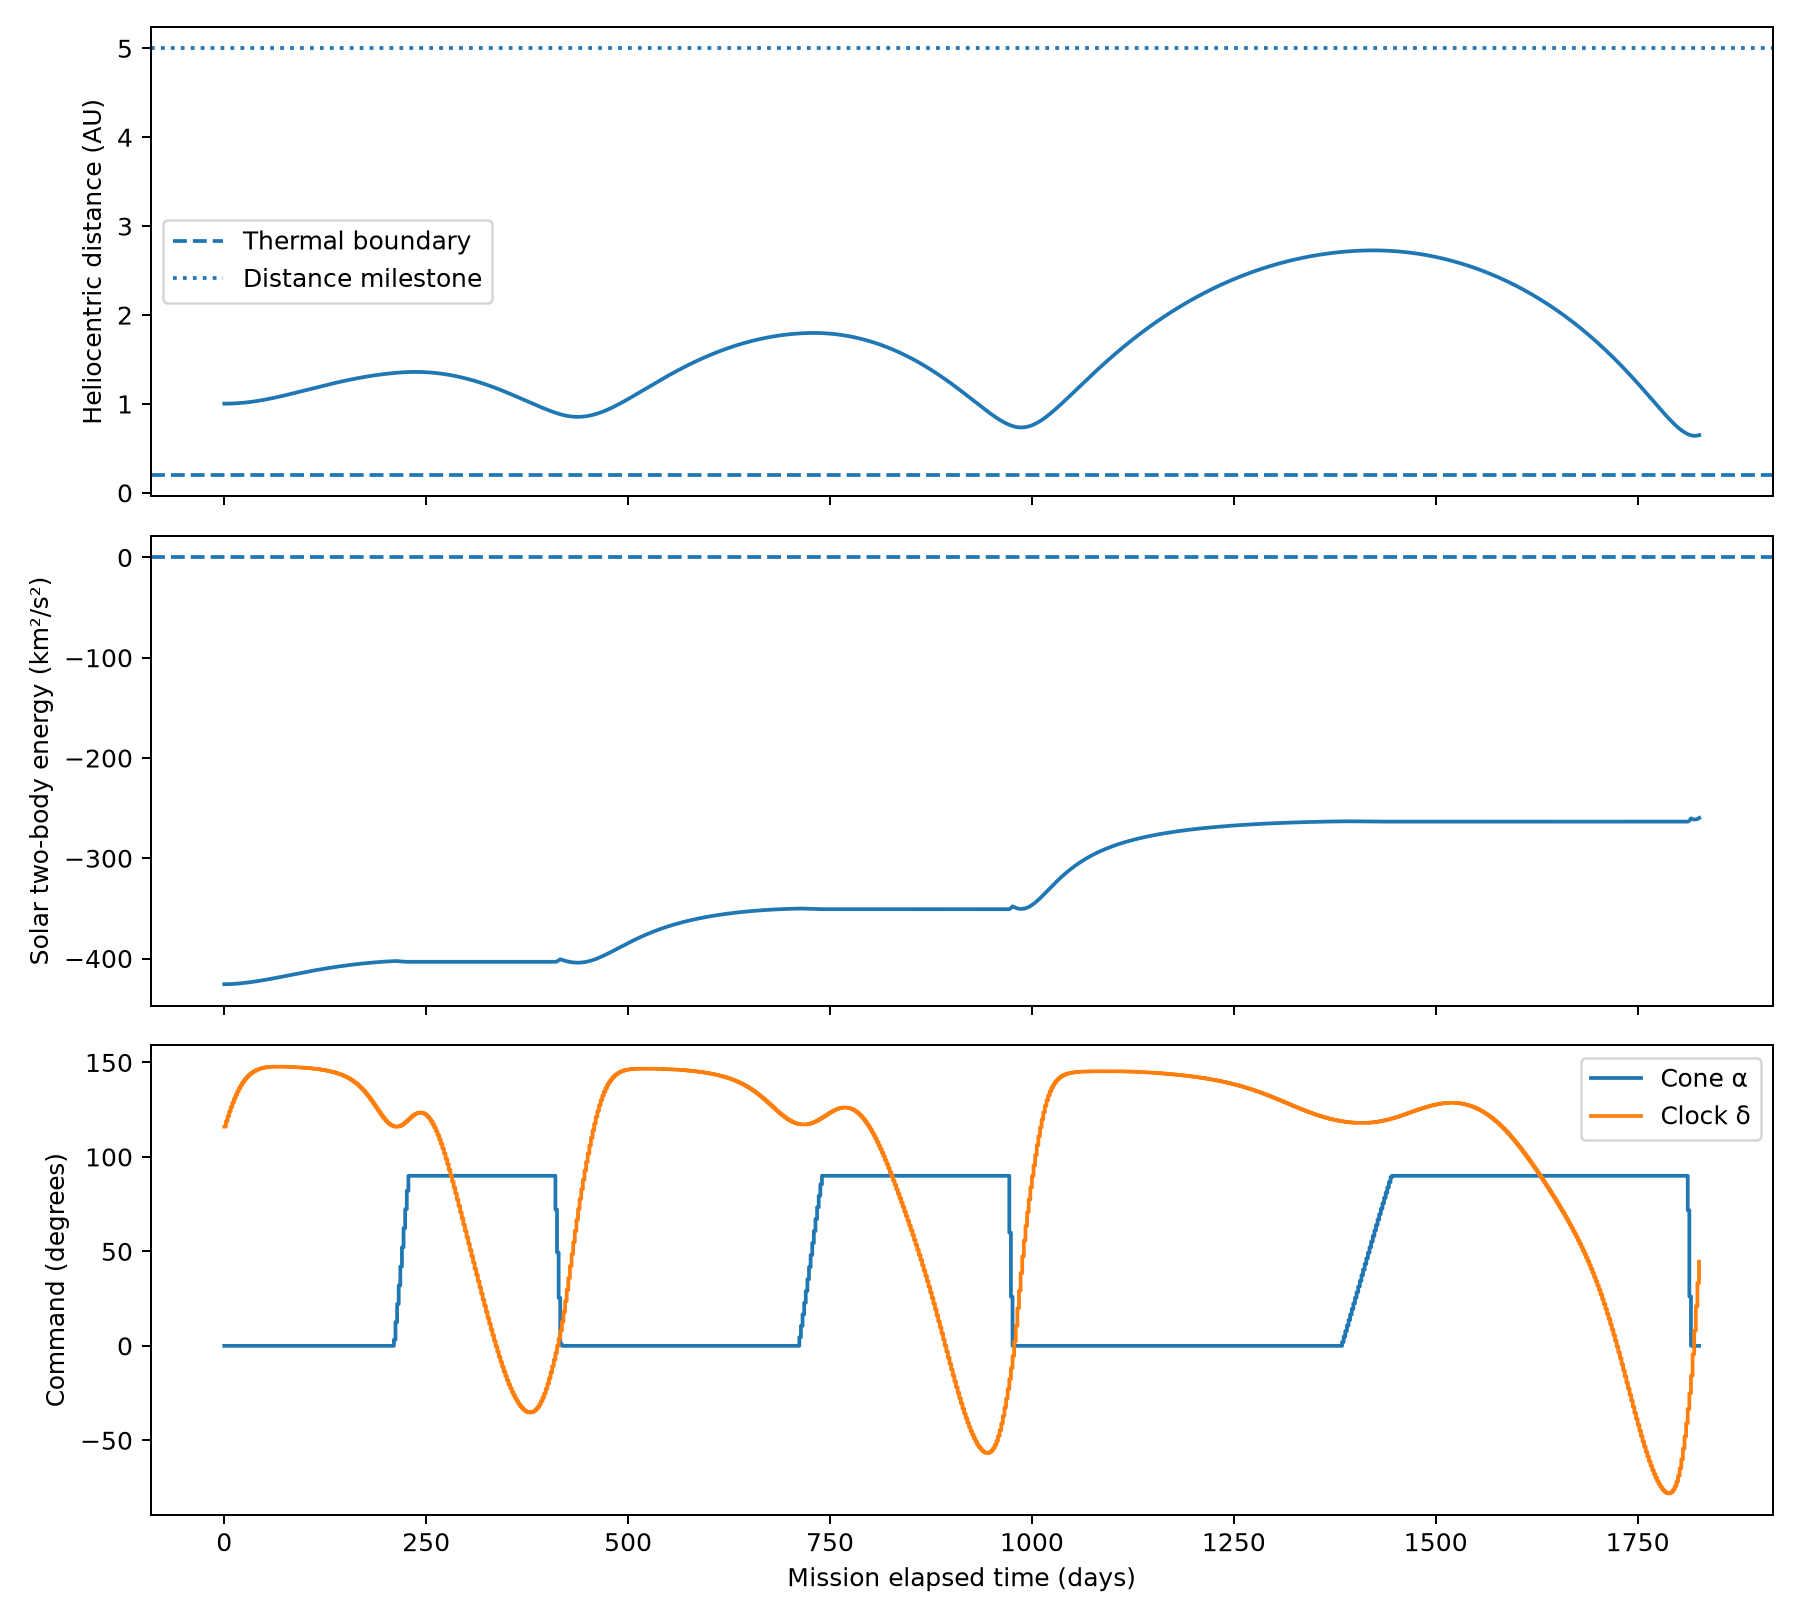 Heliocentric distance (AU)
5
4
3
2
1
0
Thermal boundary
Distance milestone
Solar two-body energy (km²/s²)
0
−100
−200
−300
−400
Command (degrees)
150
100
50
0
−50
Cone α
Clock δ
0 250 500 750 1000 1250 1500 1750
Mission elapsed time (days)